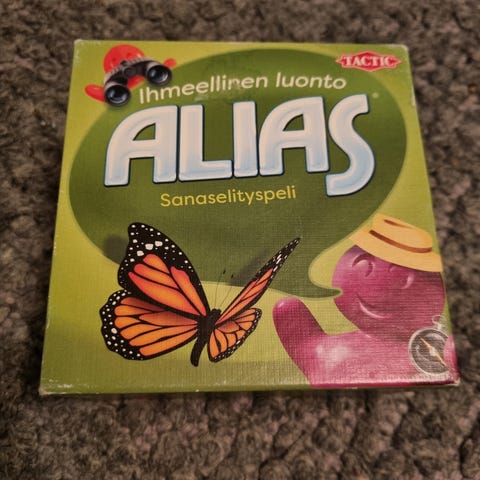 TACTIC
Ihmeellinen luonto
ALIAS®
Sanaselityspeli